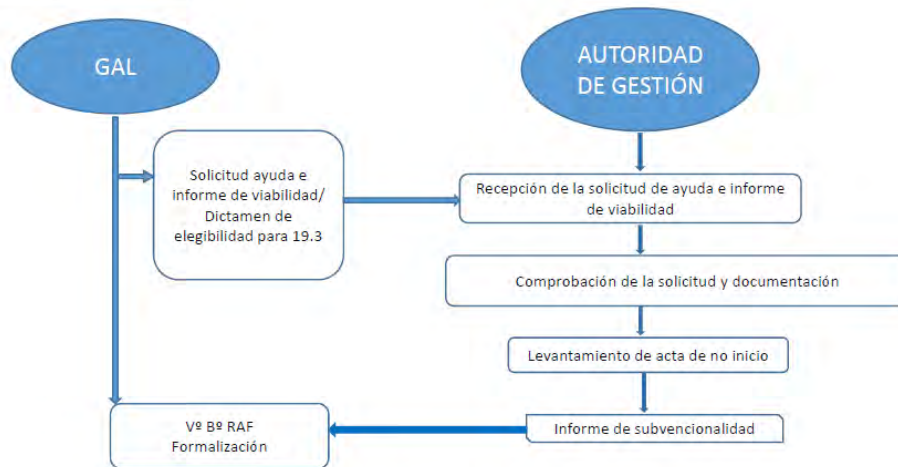 GAL
AUTORIDAD
DE GESTIÓN
Solicitud ayuda e
informe de viabilidad/
Dictamen de
elegibilidad para 19.3
Recepción de la solicitud de ayuda e informe
de viabilidad
Comprobación de la solicitud y documentación
Levantamiento de acta de no inicio
Informe de subvencionalidad
Vº Bº RAF
Formalización